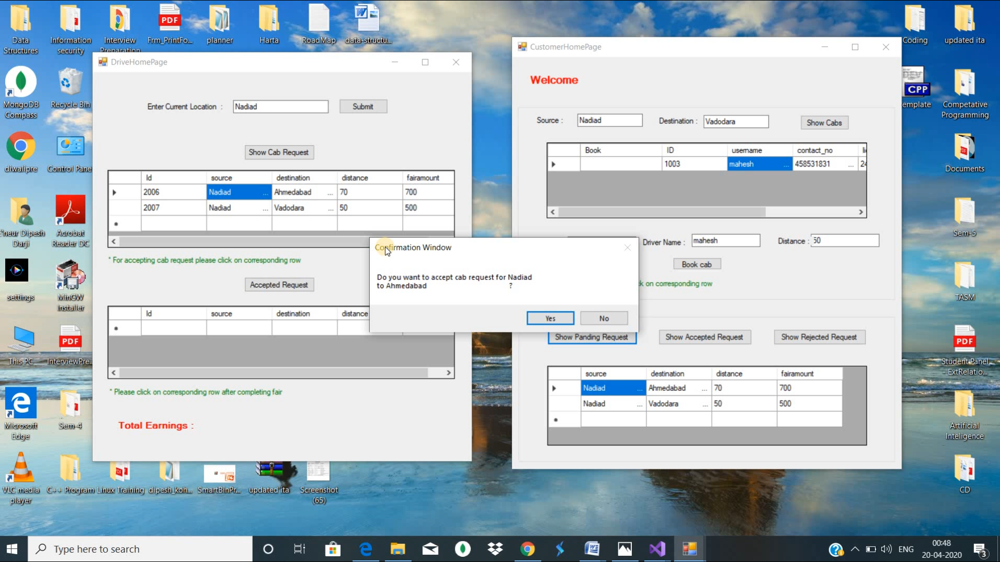 Data Structures
Information security
Interview Preparation
Frm_PrintFo...
planner
Harta
RoadMap
data-structu...
Coding
updated ita
MongoDB Compass
Recycle Bin
CPP
emplate
Competative Programming
diwalipre
Control Pane
Documents
'heur Dipesh Darji
Acrobat Reader DC
Sem-5
settings
MinGW Installer
TASM
This PC
PDF
InterviewPre...
Student Panel - ExtRelatio...
Microsoft Edge
Sem-4
Artificial Inteligence
VLC media player
C++ Program
Linux Training
dipesh_koh...
SmartBinPr...
updated ita
Screenshot (65)
CD
DriveHomePage
Enter Current Location :
Nadiad
Submit
Show Cab Request
Id source destination distance fairamount
2006 Nadiad ... Ahmedabad ... 70 700
2007 Nadiad ... Vadodara ... 50 500
* For accepting cab request please click on corresponding row
Accepted Request
Id source destination distance
* Please click on corresponding row after completing fair
Total Earnings :
CustomerHomePage
Welcome
Source : Nadiad Destination : Vadodara Show Cabs
Book ID username contact_no
1003 mahesh ... 458531831 ... 24
Driver Name : mahesh Distance : 50
Book cab
k on corresponding row
Show Panding Request Show Accepted Request Show Rejected Request
source destination distance fairamount
Nadiad ... Ahmedabad ... 70 700
Nadiad ... Vadodara ... 50 500
Confirmation Window
Do you want to accept cab request for Nadiad
to Ahmedabad ?
Yes No
Type here to search
ENG
00:48
20-04-2020
3